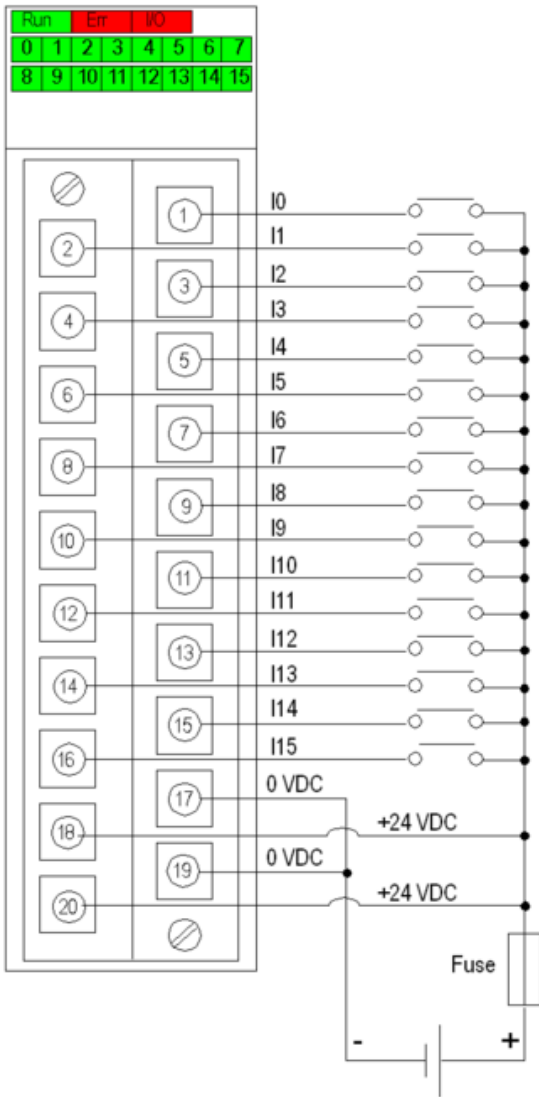 Run Err I/O
0 1 2 3 4 5 6 7
8 9 10 11 12 13 14 15
1 I0
2 I1
3 I2
4 I3
5 I4
6 I5
7 I6
8 I7
9 I8
10 I9
11 I10
12 I11
13 I12
14 I13
15 I14
16 I15
17 0 VDC
18 +24 VDC
19 0 VDC
20 +24 VDC
Fuse
- +